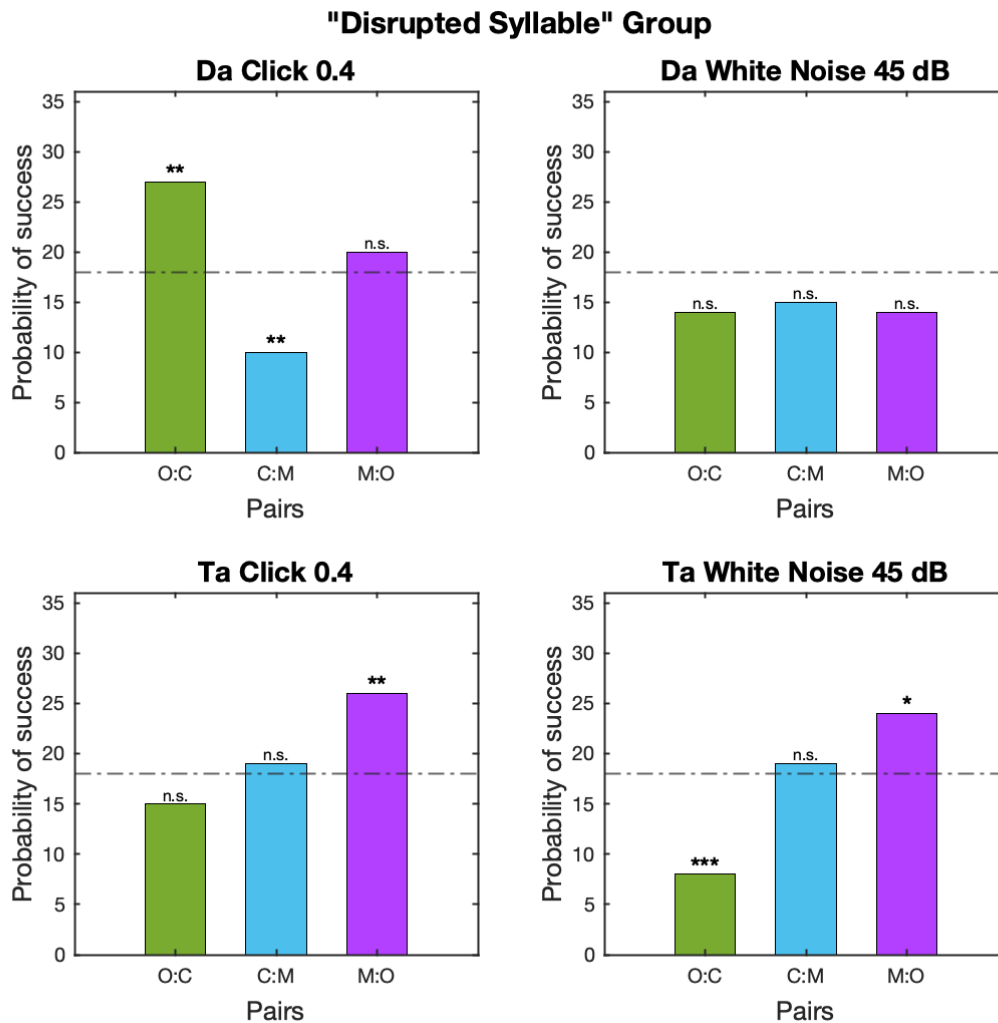 "Disrupted Syllable" Group
Da Click 0.4
35
30
25
20
15
10
5
0
Probability of success
**
**
n.s.
O:C
C:M
M:O
Pairs
Da White Noise 45 dB
35
30
25
20
15
10
5
0
Probability of success
n.s.
n.s.
n.s.
O:C
C:M
M:O
Pairs
Ta Click 0.4
35
30
25
20
15
10
5
0
Probability of success
n.s.
n.s.
**
O:C
C:M
M:O
Pairs
Ta White Noise 45 dB
35
30
25
20
15
10
5
0
Probability of success
***
n.s.
*
O:C
C:M
M:O
Pairs